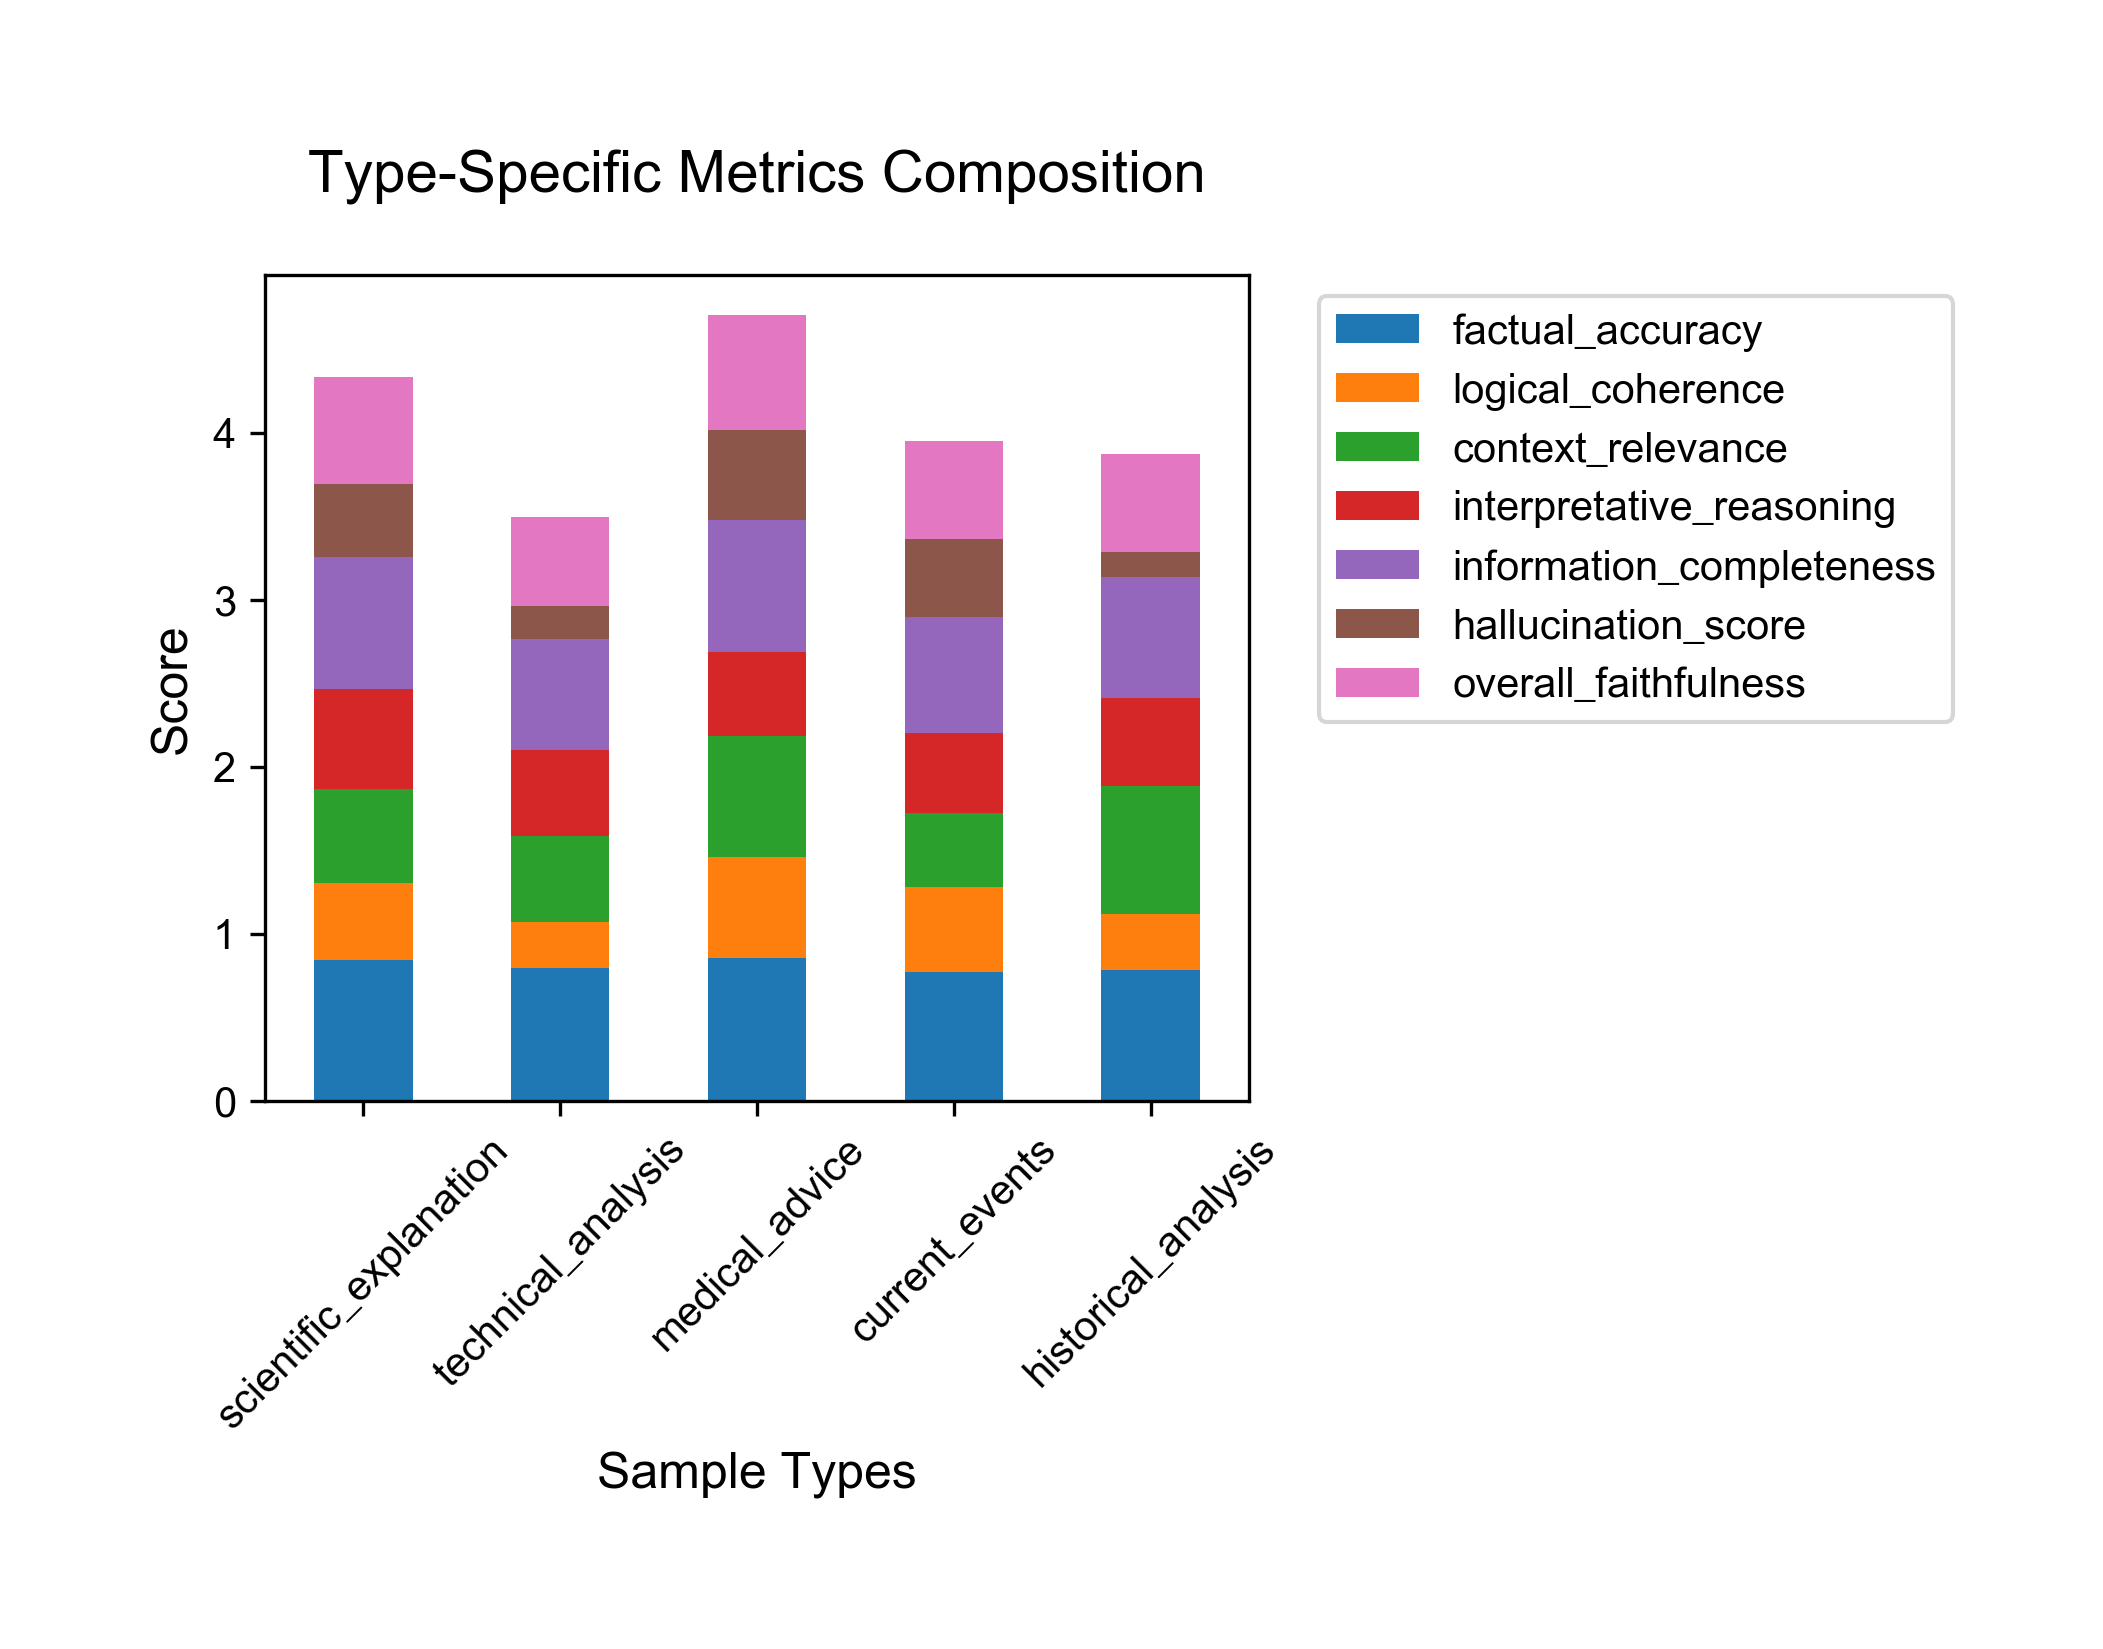 Type-Specific Metrics Composition
Score
4
3
2
1
0
scientific_explanation
technical_analysis
medical_advice
current_events
historical_analysis
Sample Types
factual_accuracy
logical_coherence
context_relevance
interpretative_reasoning
information_completeness
hallucination_score
overall_faithfulness